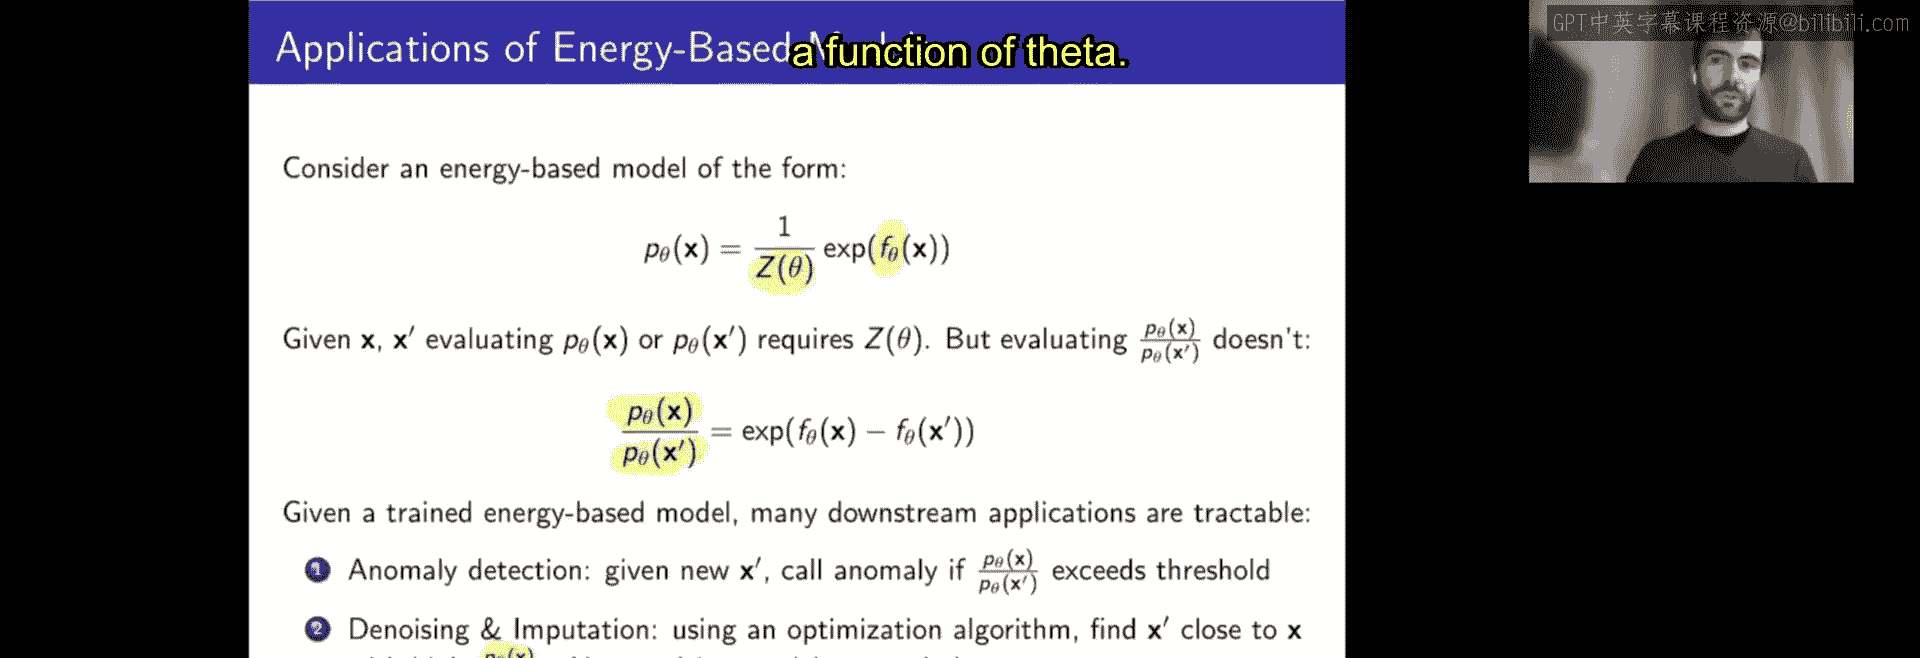 Applications of Energy-Based
a function of theta.
GPT中英字幕课程资源@bilibili.com
Consider an energy-based model of the form:
pθ(x) = 1/Z(θ) exp(fθ(x))
Given x, x′ evaluating pθ(x) or pθ(x′) requires Z(θ). But evaluating pθ(x)/pθ(x′) doesn't:
pθ(x)/pθ(x′) = exp(fθ(x) − fθ(x′))
Given a trained energy-based model, many downstream applications are tractable:
1 Anomaly detection: given new x′, call anomaly if pθ(x)/pθ(x′) exceeds threshold
2 Denoising & Imputation: using an optimization algorithm, find x′ close to x